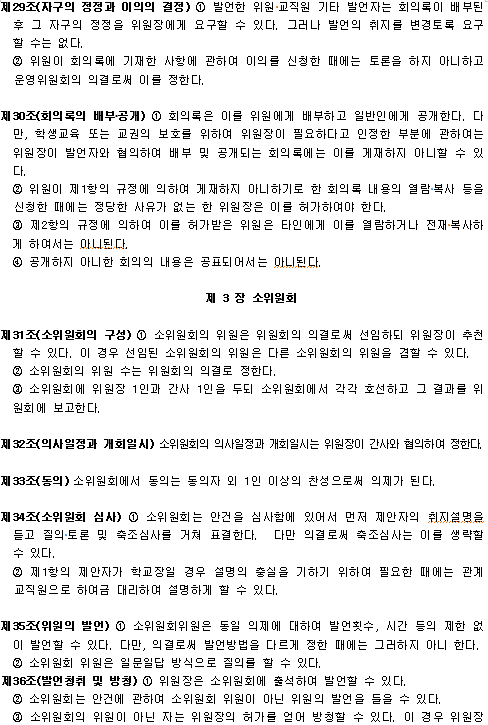 제29조(자구의 정정과 이의의 결정) ① 발언한 위원·교직원 기타 발언자는 회의록이 배부된
후 그 자구의 정정을 위원장에게 요구할 수 있다. 그러나 발언의 취지를 변경토록 요구
할 수는 없다.
② 위원이 회의록에 기재한 사항에 관하여 이의를 신청한 때에는 토론을 하지 아니하고
운영위원회의 의결로써 이를 정한다.
제30조(회의록의 배부·공개) ① 회의록은 이를 위원에게 배부하고 일반인에게 공개한다. 다
만, 학생교육 또는 교권의 보호를 위하여 위원장이 필요하다고 인정한 부분에 관하여는
위원장이 발언자와 협의하여 배부 및 공개되는 회의록에는 이를 게재하지 아니할 수 있
다.
② 위원이 제1항의 규정에 의하여 게재하지 아니하기로 한 회의록 내용의 열람·복사 등을
신청한 때에는 정당한 사유가 없는 한 위원장은 이를 허가하여야 한다.
③ 제2항의 규정에 의하여 이를 허가받은 위원은 타인에게 이를 열람하거나 전재·복사하
게 하여서는 아니된다.
④ 공개하지 아니한 회의의 내용은 공표되어서는 아니된다.
제 3 장 소위원회
제31조(소위원회의 구성) ① 소위원회의 위원은 위원회의 의결로써 선임하되 위원장이 추천
할 수 있다. 이 경우 선임된 소위원회의 위원은 다른 소위원회의 위원을 겸할 수 있다.
② 소위원회의 위원 수는 위원회의 의결로 정한다.
③ 소위원회에 위원장 1인과 간사 1인을 두되 소위원회에서 각각 호선하고 그 결과를 위
원회에 보고한다.
제32조(의사일정과 개회일시) 소위원회의 의사일정과 개회일시는 위원장이 간사와 협의하여 정한다.
제33조(동의) 소위원회에서 동의는 동의자 외 1인 이상의 찬성으로써 의제가 된다.
제34조(소위원회 심사) ① 소위원회는 안건을 심사함에 있어서 먼저 제안자의 취지설명을
듣고 질의·토론 및 축조심사를 거쳐 표결한다. 다만 의결로써 축조심사는 이를 생략할
수 있다.
② 제1항의 제안자가 학교장일 경우 설명의 충실을 기하기 위하여 필요한 때에는 관계
교직원으로 하여금 대리하여 설명하게 할 수 있다.
제35조(위원의 발언) ① 소위원회위원은 동일 의제에 대하여 발언횟수, 시간 등의 제한 없
이 발언할 수 있다. 다만, 의결로써 발언방법을 다르게 정한 때에는 그러하지 아니 한다.
② 소위원회 위원은 일문일답 방식으로 질의를 할 수 있다.
제36조(발언청취 및 방청) ① 위원장은 소위원회에 출석하여 발언할 수 있다.
② 소위원회는 안건에 관하여 소위원회 위원이 아닌 위원의 발언을 들을 수 있다.
③ 소위원회의 위원이 아닌 자는 위원장의 허가를 얻어 방청할 수 있다. 이 경우 위원장